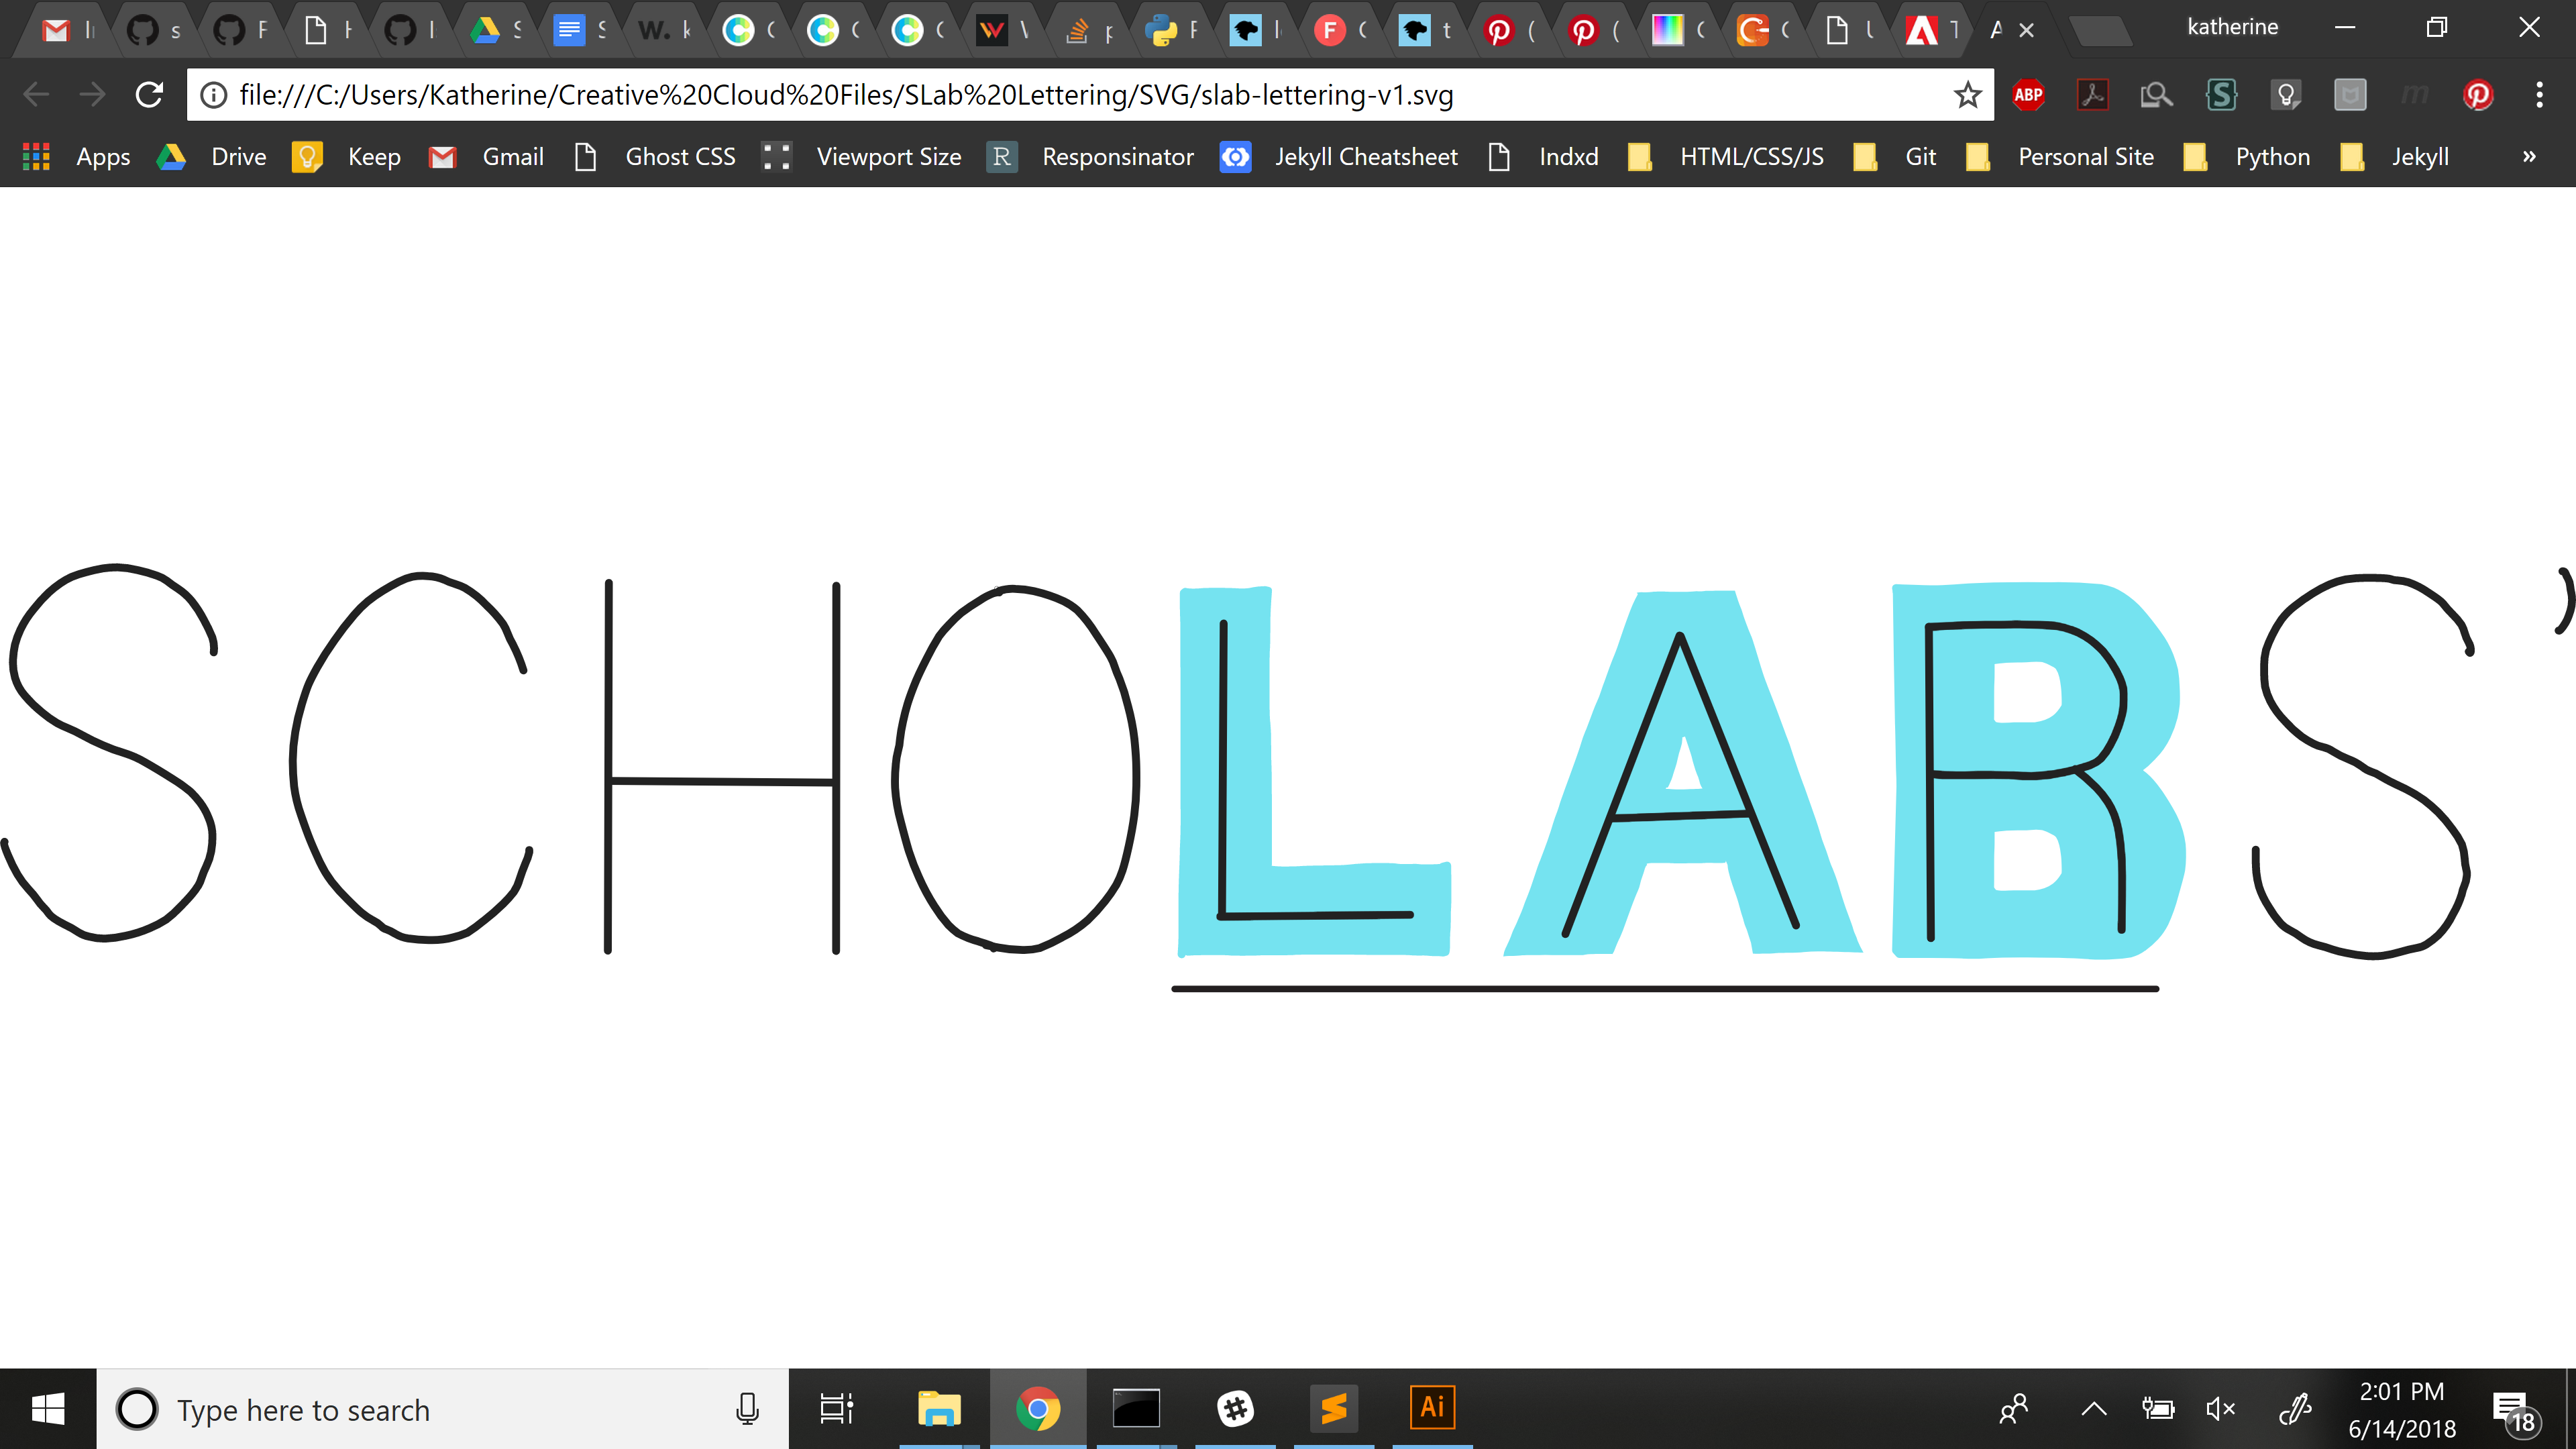 katherine
file:///C:/Users/Katherine/Creative%20Cloud%20Files/SLab%20Lettering/SVG/slab-lettering-v1.svg
ABP
Apps Drive Keep Gmail Ghost CSS Viewport Size R Responsinator Jekyll Cheatsheet Indxd HTML/CSS/JS Git Personal Site Python Jekyll »
SCHOLARS'
LAB
Type here to search
Ai
2:01 PM
6/14/2018
18